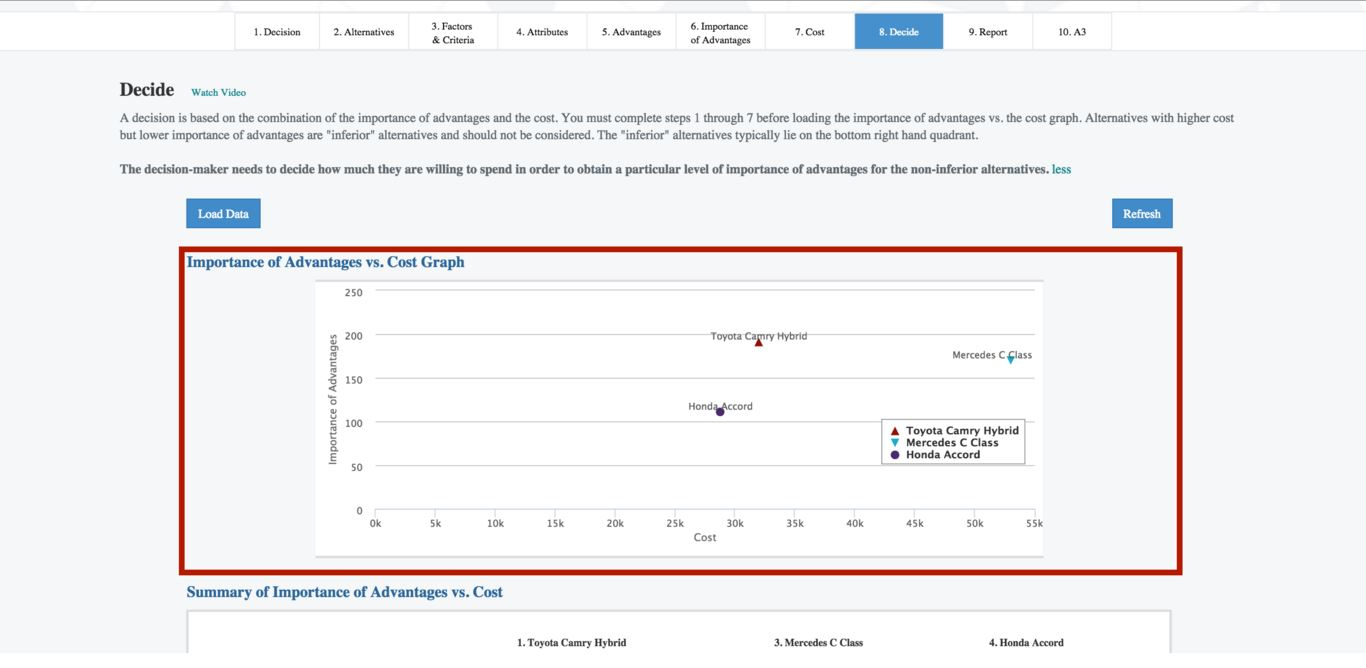 1. Decision
2. Alternatives
3. Factors
& Criteria
4. Attributes
5. Advantages
6. Importance
of Advantages
7. Cost
8. Decide
9. Report
10. A3
Decide
Watch Video
A decision is based on the combination of the importance of advantages and the cost. You must complete steps 1 through 7 before loading the importance of advantages vs. the cost graph. Alternatives with higher cost
but lower importance of advantages are "inferior" alternatives and should not be considered. The "inferior" alternatives typically lie on the bottom right hand quadrant.
The decision-maker needs to decide how much they are willing to spend in order to obtain a particular level of importance of advantages for the non-inferior alternatives. less
Load Data
Refresh
Importance of Advantages vs. Cost Graph
Importance of Advantages
250
200
150
100
50
0
Toyota Camry Hybrid
Mercedes C Class
Honda Accord
Toyota Camry Hybrid
Mercedes C Class
Honda Accord
0k
5k
10k
15k
20k
25k
30k
35k
40k
45k
50k
55k
Cost
Summary of Importance of Advantages vs. Cost
1. Toyota Camry Hybrid
3. Mercedes C Class
4. Honda Accord